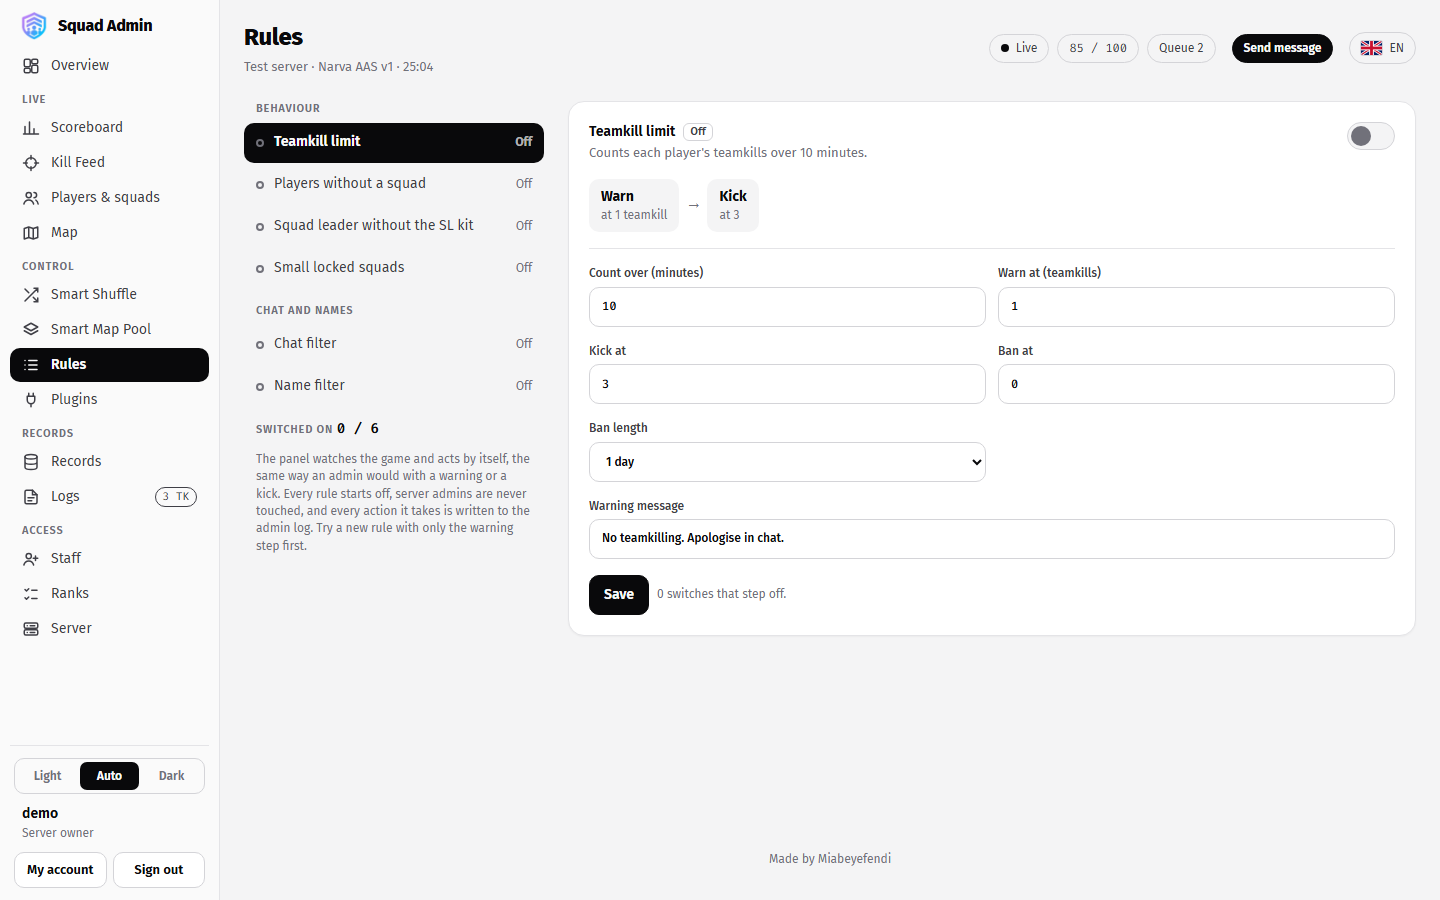 Squad Admin
Overview
LIVE
Scoreboard
Kill Feed
Players & squads
Map
CONTROL
Smart Shuffle
Smart Map Pool
Rules
Plugins
RECORDS
Records
Logs
3 TK
ACCESS
Staff
Ranks
Server
Light
Auto
Dark
demo
Server owner
My account
Sign out
Rules
Test server · Narva AAS v1 · 25:04
Live
85 / 100
Queue 2
Send message
EN
BEHAVIOUR
Teamkill limit Off
Players without a squad Off
Squad leader without the SL kit Off
Small locked squads Off
CHAT AND NAMES
Chat filter Off
Name filter Off
SWITCHED ON 0 / 6
The panel watches the game and acts by itself, the
same way an admin would with a warning or a
kick. Every rule starts off, server admins are never
touched, and every action it takes is written to the
admin log. Try a new rule with only the warning
step first.
Teamkill limit Off
Counts each player's teamkills over 10 minutes.
Warn
at 1 teamkill
→
Kick
at 3
Count over (minutes)
10
Warn at (teamkills)
1
Kick at
3
Ban at
0
Ban length
1 day
Warning message
No teamkilling. Apologise in chat.
Save
0 switches that step off.
Made by Miabeyefendi